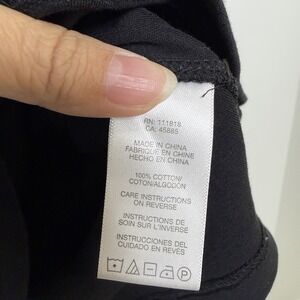 RN: 111818
CA: 45885
MADE IN CHINA
FABRIQUE EN CHINE
HECHO EN CHINA
100% COTTON/
COTON/ALGODÓN
CARE INSTRUCTIONS
ON REVERSE
INSTRUCTIONS DE
SOIN SUR L'INVERSE
INSTRUCCIONES DEL
CUIDADO EN REVÉS
P